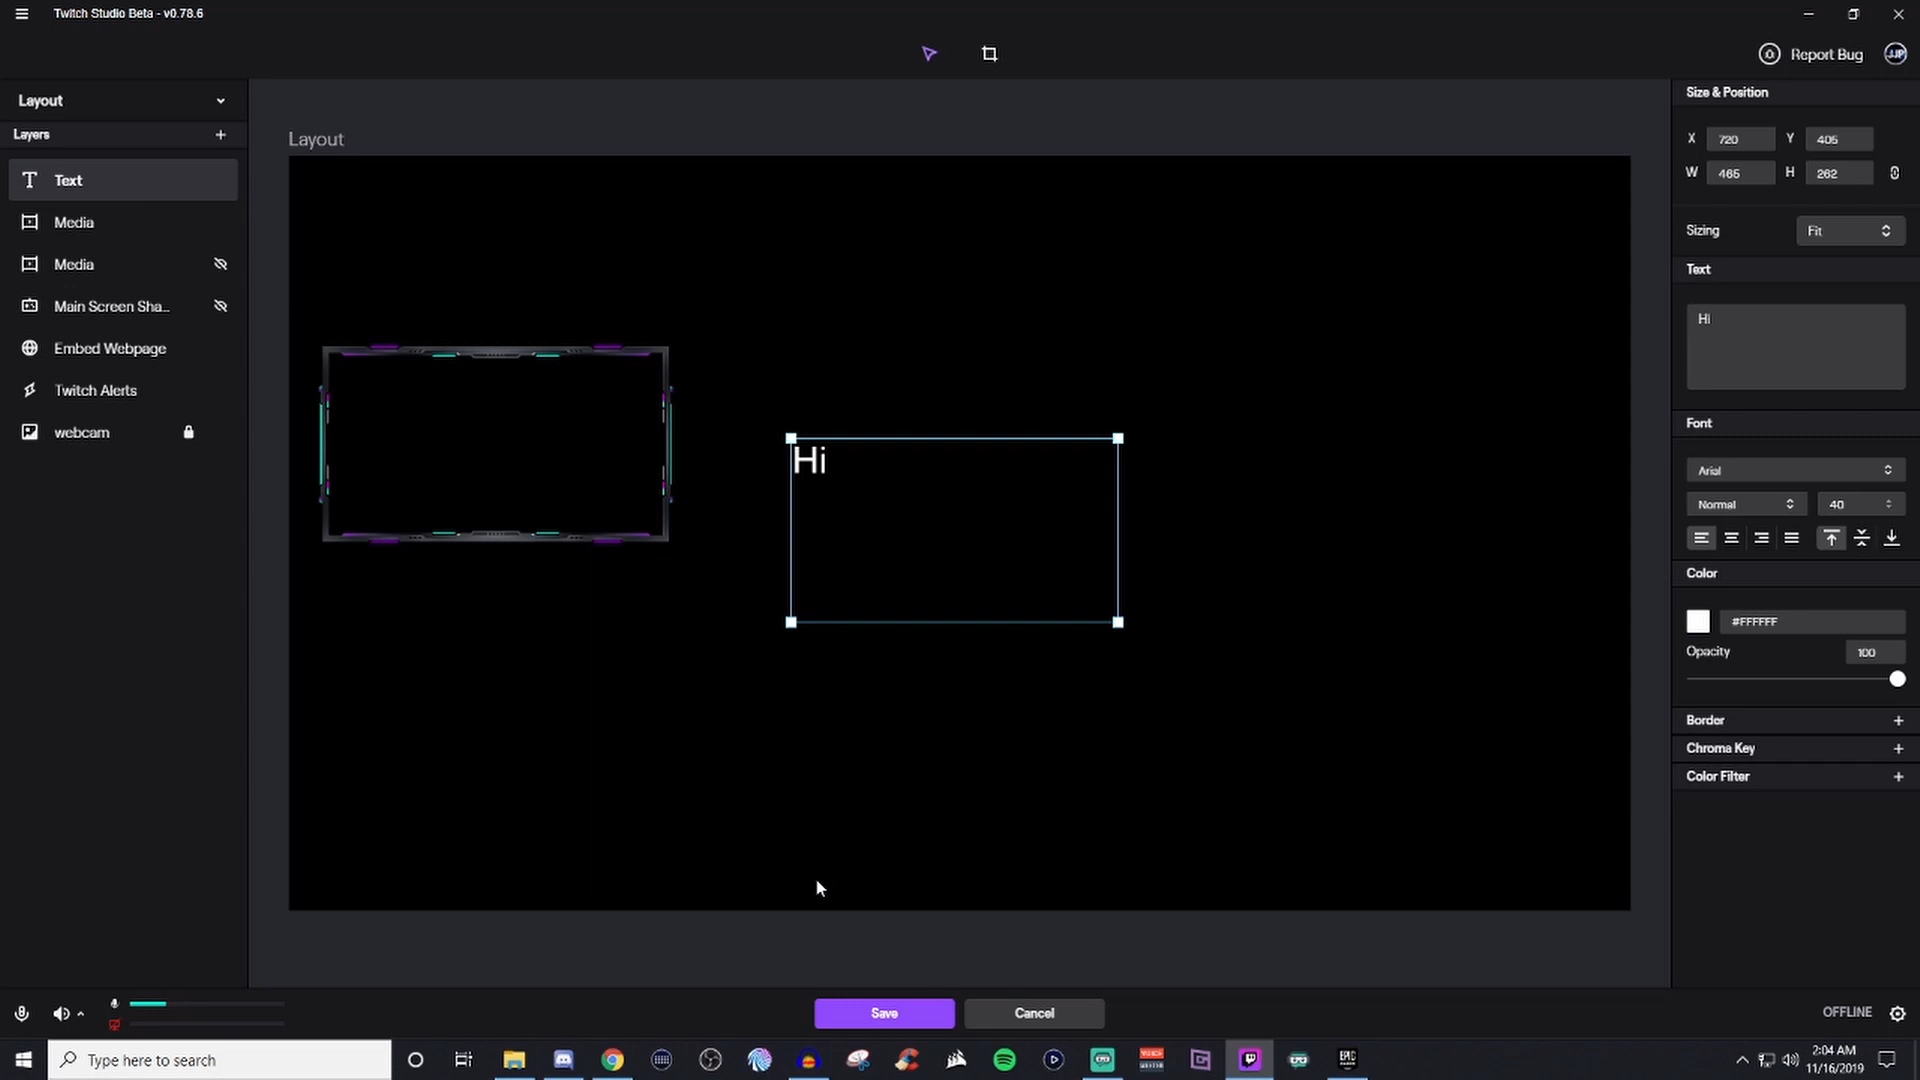 Twitch Studio Beta - v0.78.6
Report Bug
JJP
Layout
Layers
Text
Media
Media
Main Screen Sha...
Embed Webpage
Twitch Alerts
webcam
Layout
Hi
Size & Position
X 720 Y 405
W 465 H 262
Sizing Fit
Text
Hi
Font
Arial
Normal 40
Color
#FFFFFF
Opacity 100
Border
Chroma Key
Color Filter
Save Cancel
OFFLINE
Type here to search
EPIC
2:04 AM
11/16/2019